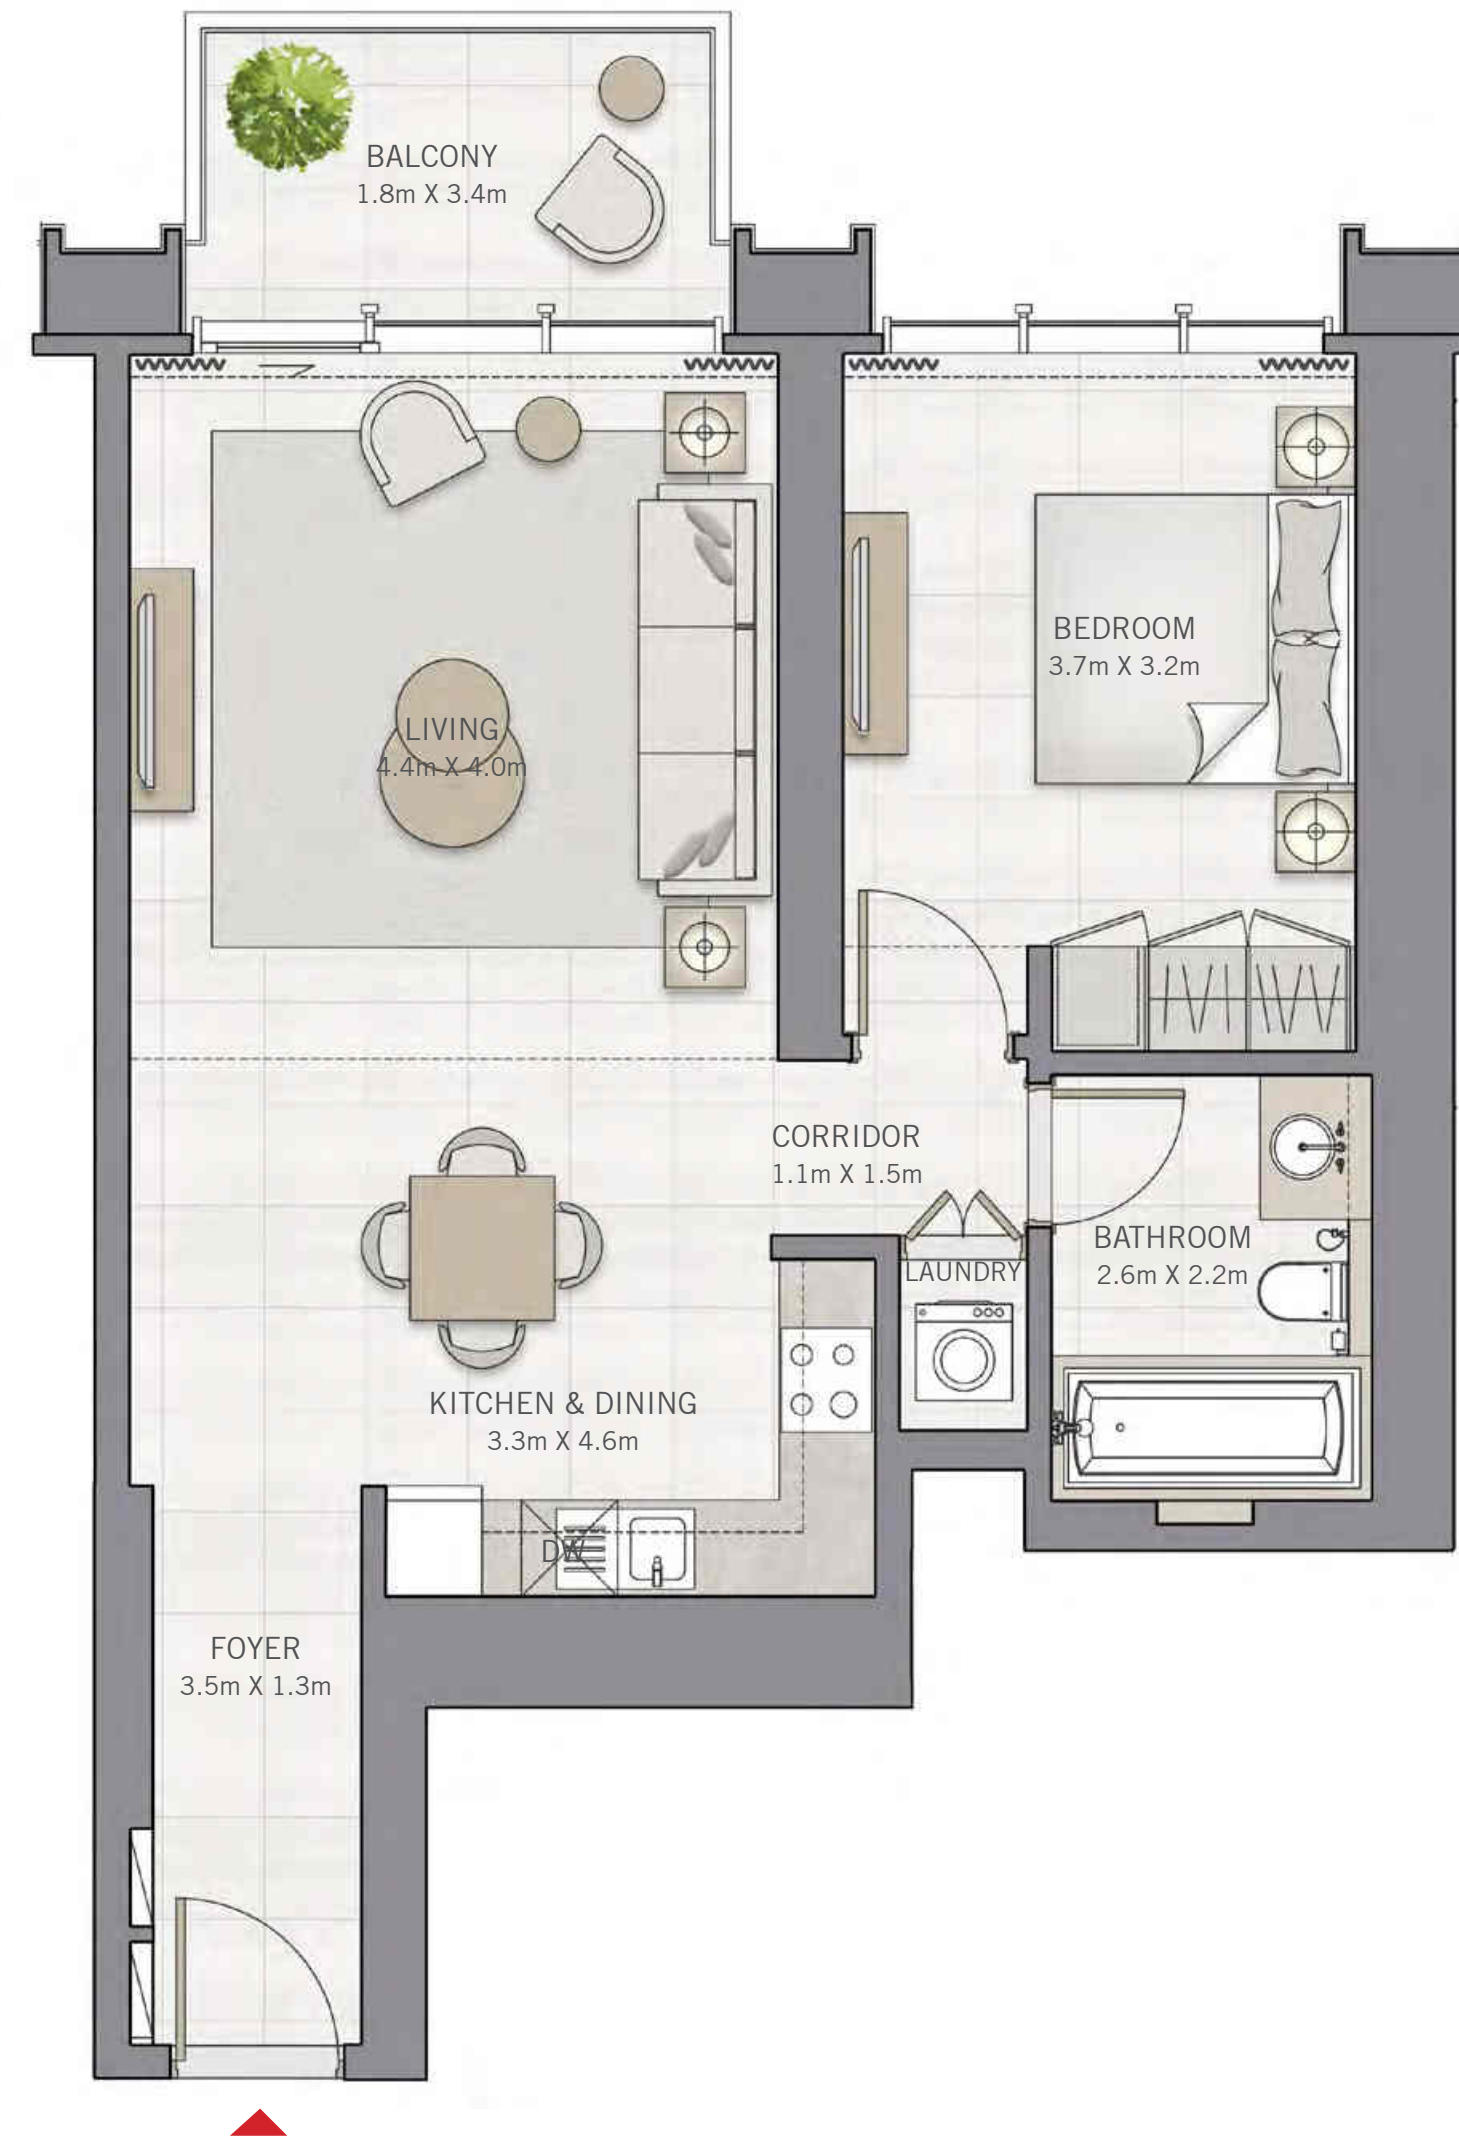 BALCONY
1.8m X 3.4m
BEDROOM
3.7m X 3.2m
LIVING
4.4m X 4.0m
CORRIDOR
1.1m X 1.5m
BATHROOM
2.6m X 2.2m
LAUNDRY
KITCHEN & DINING
3.3m X 4.6m
DW
FOYER
3.5m X 1.3m